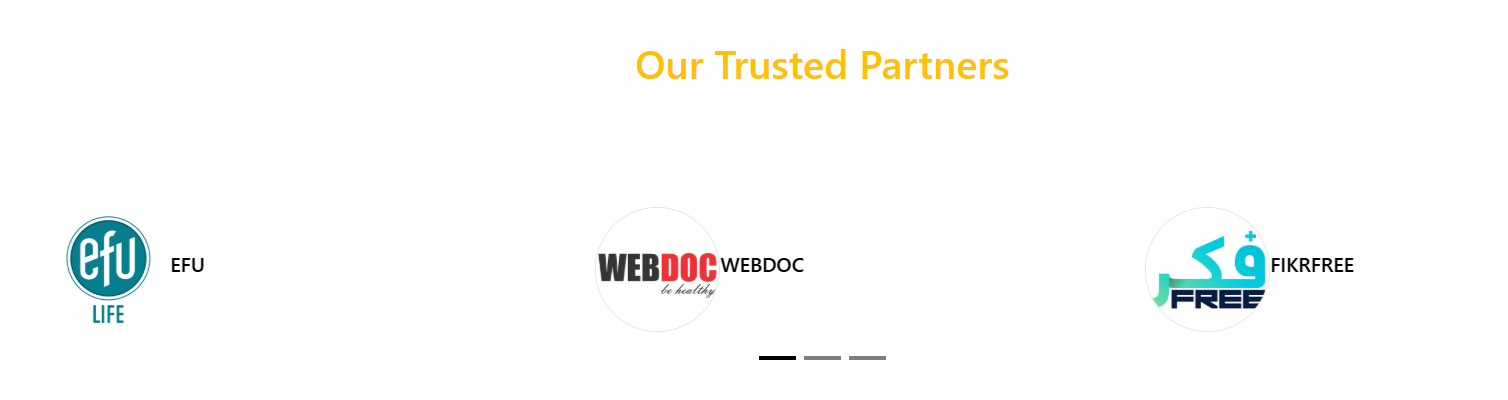 Our Trusted Partners
efu
LIFE
EFU
WEBDOC
be healthy
WEBDOC
فکر
FREE
FIKRFREE